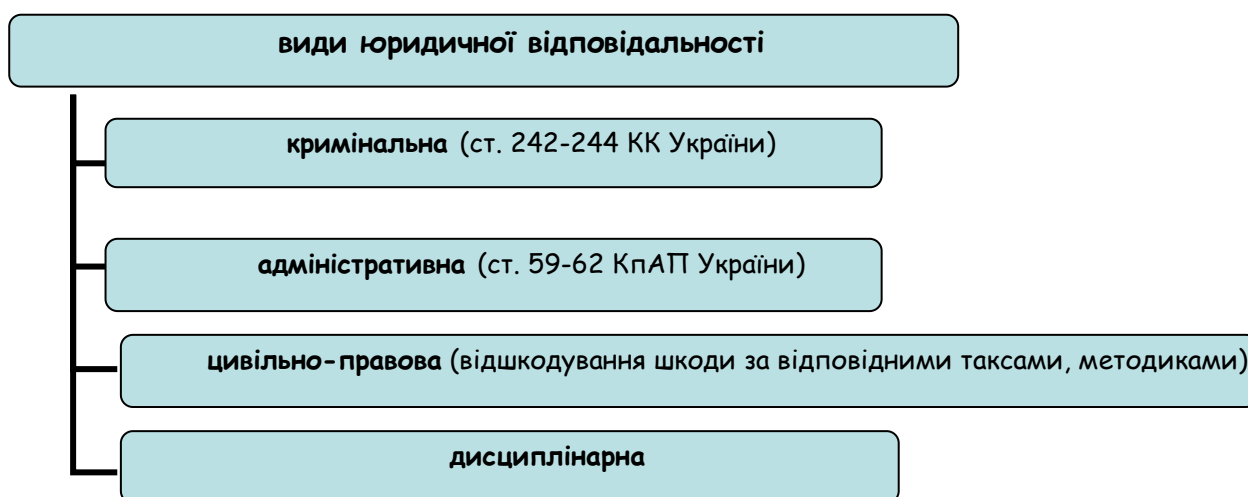 види юридичної відповідальності
кримінальна (ст. 242-244 КК України)
адміністративна (ст. 59-62 КпАП України)
цивільно-правова (відшкодування шкоди за відповідними таксами, методиками)
дисциплінарна